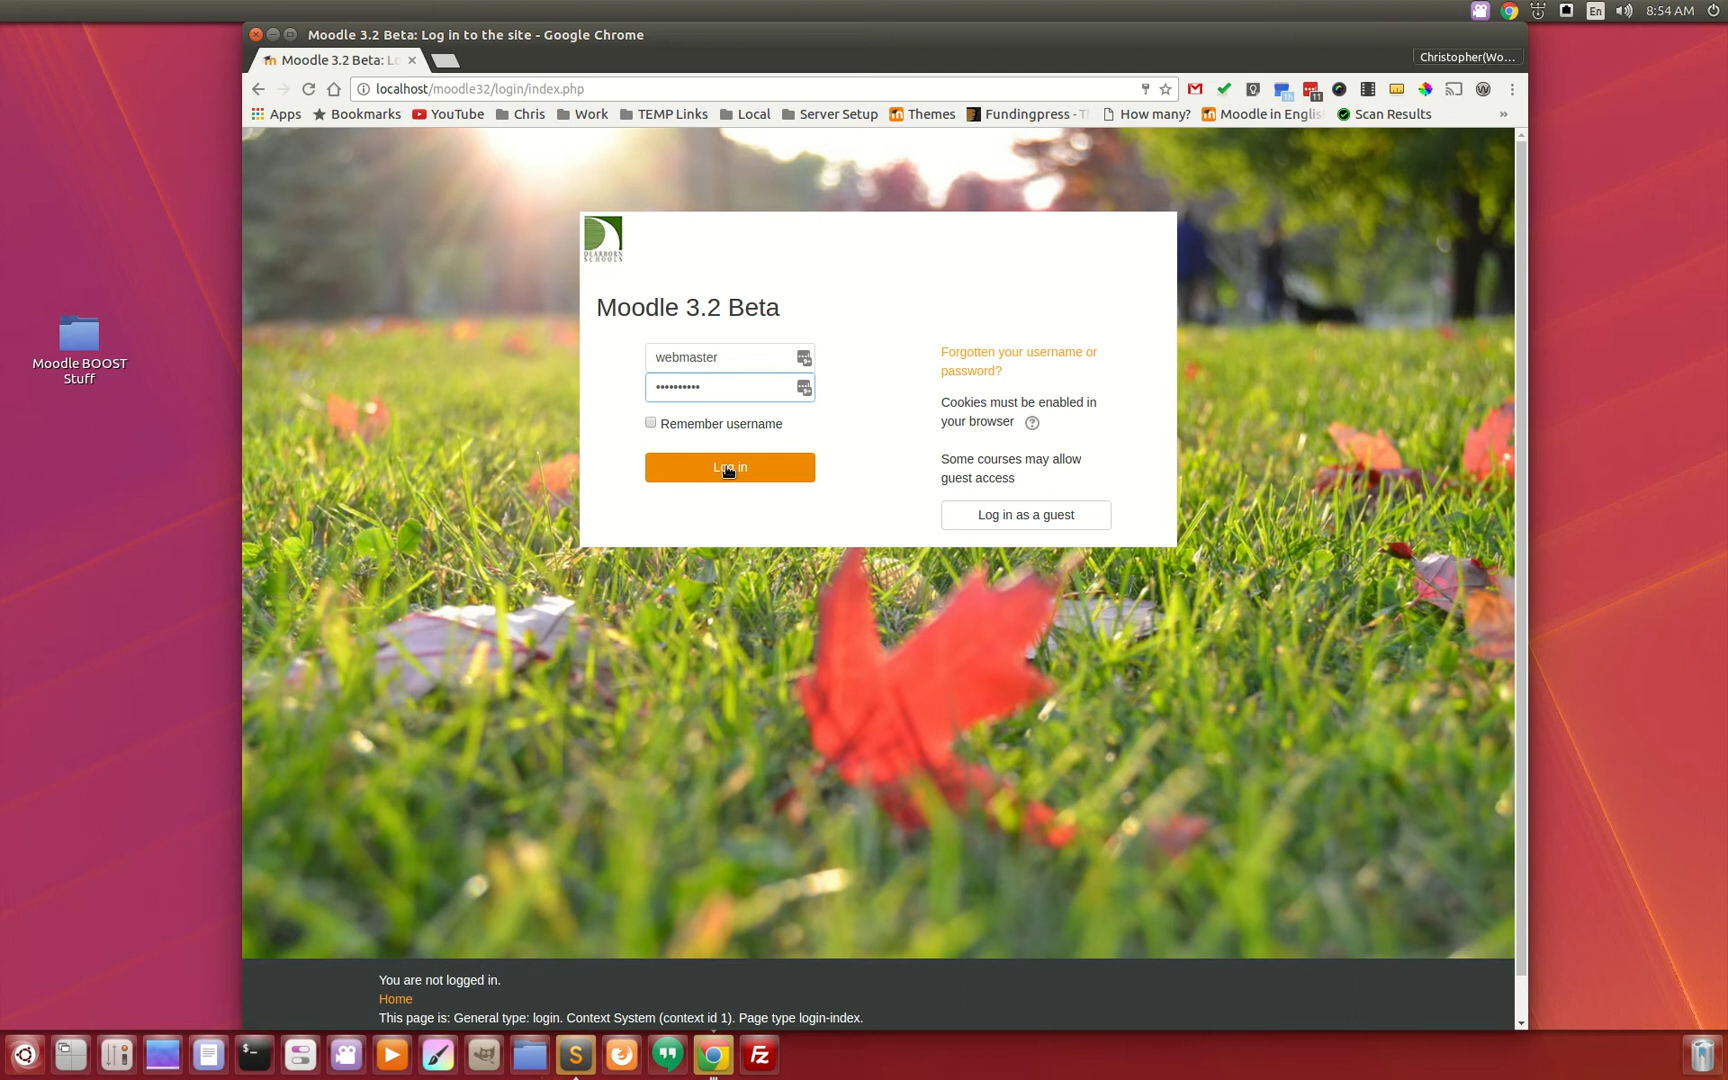 8:54 AM
En
Moodle 3.2 Beta: Log in to the site - Google Chrome
Moodle 3.2 Beta: Lo
Christopher(Wo...
localhost/moodle32/login/index.php
Apps
Bookmarks
YouTube
Chris
Work
TEMP Links
Local
Server Setup
Themes
Fundingpress - T
How many?
Moodle in Englis
Scan Results
»
DEARBORN
SCHOOLS
Moodle 3.2 Beta
webmaster
••••••••••
Remember username
Log in
Forgotten your username or
password?
Cookies must be enabled in
your browser
Some courses may allow
guest access
Log in as a guest
Moodle BOOST
Stuff
You are not logged in.
Home
This page is: General type: login. Context System (context id 1). Page type login-index.